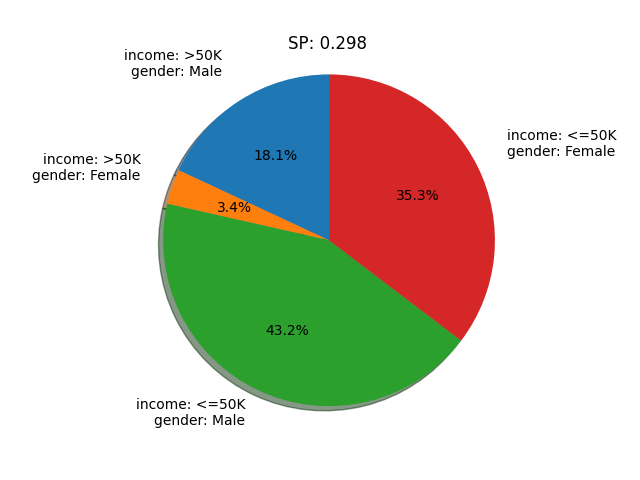 SP: 0.298
income: >50K
gender: Male
18.1%
income: >50K
gender: Female
3.4%
income: <=50K
gender: Male
43.2%
income: <=50K
gender: Female
35.3%